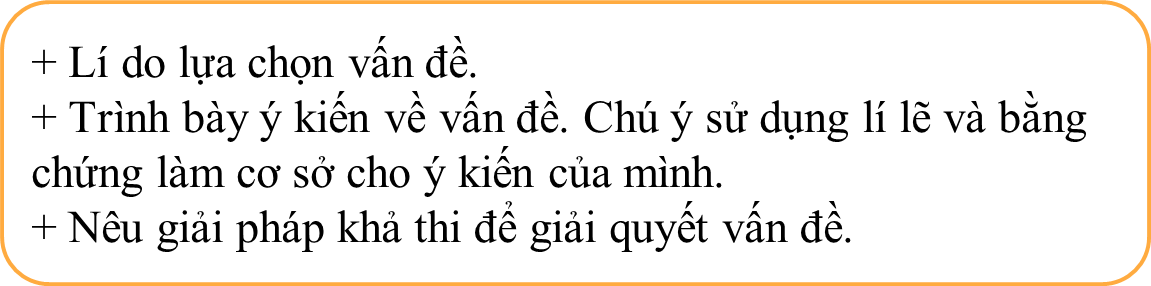 + Lí do lựa chọn vấn đề.
+ Trình bày ý kiến về vấn đề. Chú ý sử dụng lí lẽ và bằng
chứng làm cơ sở cho ý kiến của mình.
+ Nêu giải pháp khả thi để giải quyết vấn đề.